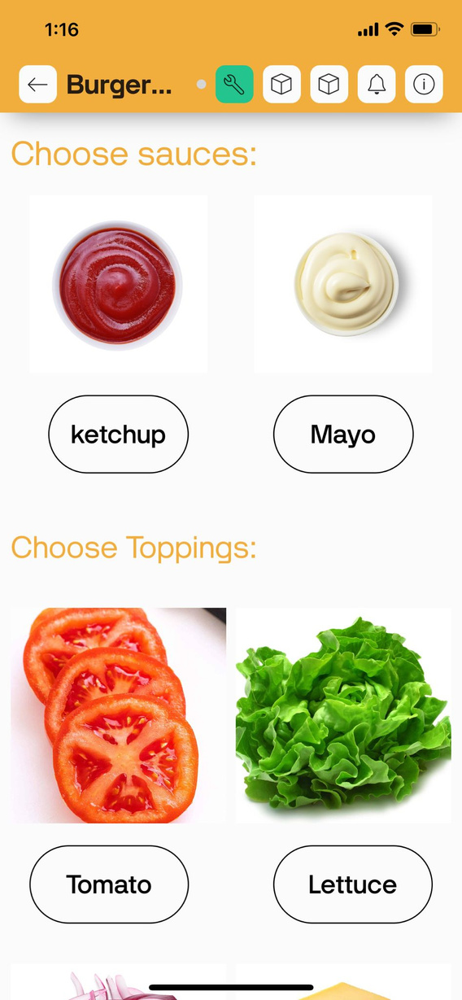 1:16
Burger...
Choose sauces:
ketchup
Mayo
Choose Toppings:
Tomato
Lettuce